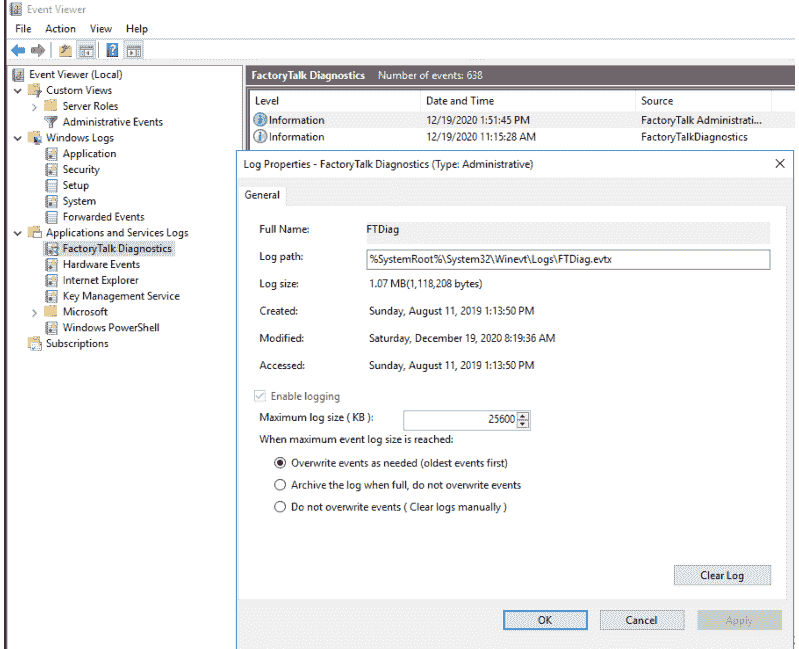 Event Viewer
File Action View Help
Event Viewer (Local)
Custom Views
Server Roles
Administrative Events
Windows Logs
Application
Security
Setup
System
Forwarded Events
Applications and Services Logs
FactoryTalk Diagnostics
Hardware Events
Internet Explorer
Key Management Service
Microsoft
Windows PowerShell
Subscriptions
FactoryTalk Diagnostics Number of events: 638
Level Date and Time Source
Information 12/19/2020 1:51:45 PM FactoryTalk Administrati...
Information 12/19/2020 11:15:28 AM FactoryTalkDiagnostics
Log Properties - FactoryTalk Diagnostics (Type: Administrative)
General
Full Name: FTDiag
Log path: %SystemRoot%\System32\Winevt\Logs\FTDiag.evtx
Log size: 1.07 MB(1,118,208 bytes)
Created: Sunday, August 11, 2019 1:13:50 PM
Modified: Saturday, December 19, 2020 8:19:36 AM
Accessed: Sunday, August 11, 2019 1:13:50 PM
Enable logging
Maximum log size ( KB ): 25600
When maximum event log size is reached:
Overwrite events as needed (oldest events first)
Archive the log when full, do not overwrite events
Do not overwrite events ( Clear logs manually )
Clear Log
OK Cancel Apply